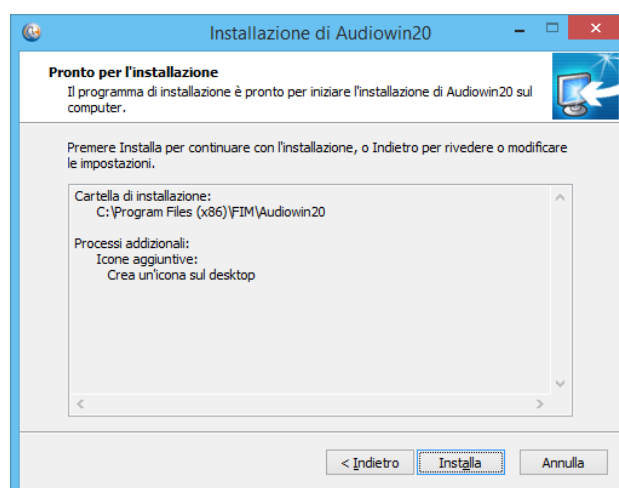 Installazione di Audiowin20
Pronto per l'installazione
Il programma di installazione è pronto per iniziare l'installazione di Audiowin20 sul
computer.
Premere Installa per continuare con l'installazione, o Indietro per rivedere o modificare
le impostazioni.
Cartella di installazione:
C:\Program Files (x86)\FIM\Audiowin20
Processi addizionali:
Icone aggiuntive:
Crea un'icona sul desktop
< Indietro
Installa
Annulla